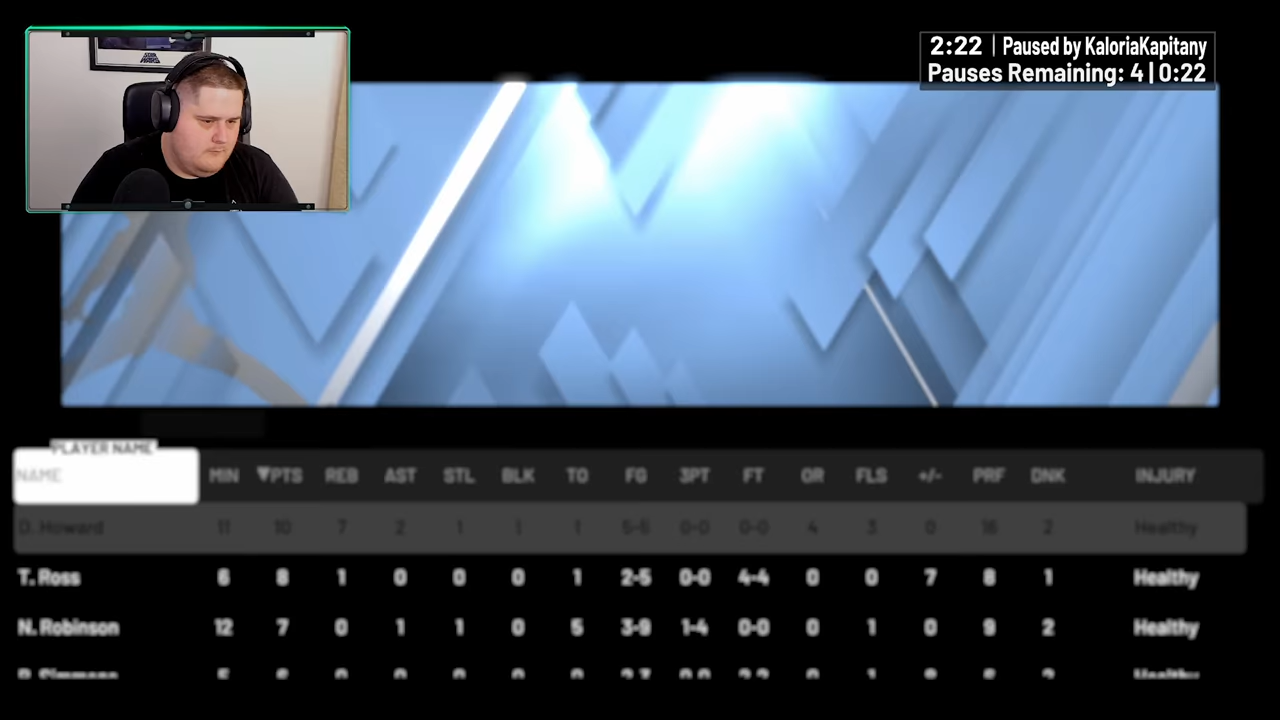 STAR
WARS
2:22 | Paused by KaloriaKapitany
Pauses Remaining: 4 | 0:22
PLAYER NAME
NAME MIN ▼PTS REB AST STL BLK TO FG 3PT FT OR FLS +/- PRF DNK INJURY
D. Howard 11 10 7 2 1 1 1 5-6 0-0 0-0 4 3 0 16 2 Healthy
T. Ross 6 8 1 0 0 0 1 2-5 0-0 4-4 0 0 7 8 1 Healthy
N. Robinson 12 7 0 1 1 0 5 3-9 1-4 0-0 0 1 0 9 2 Healthy